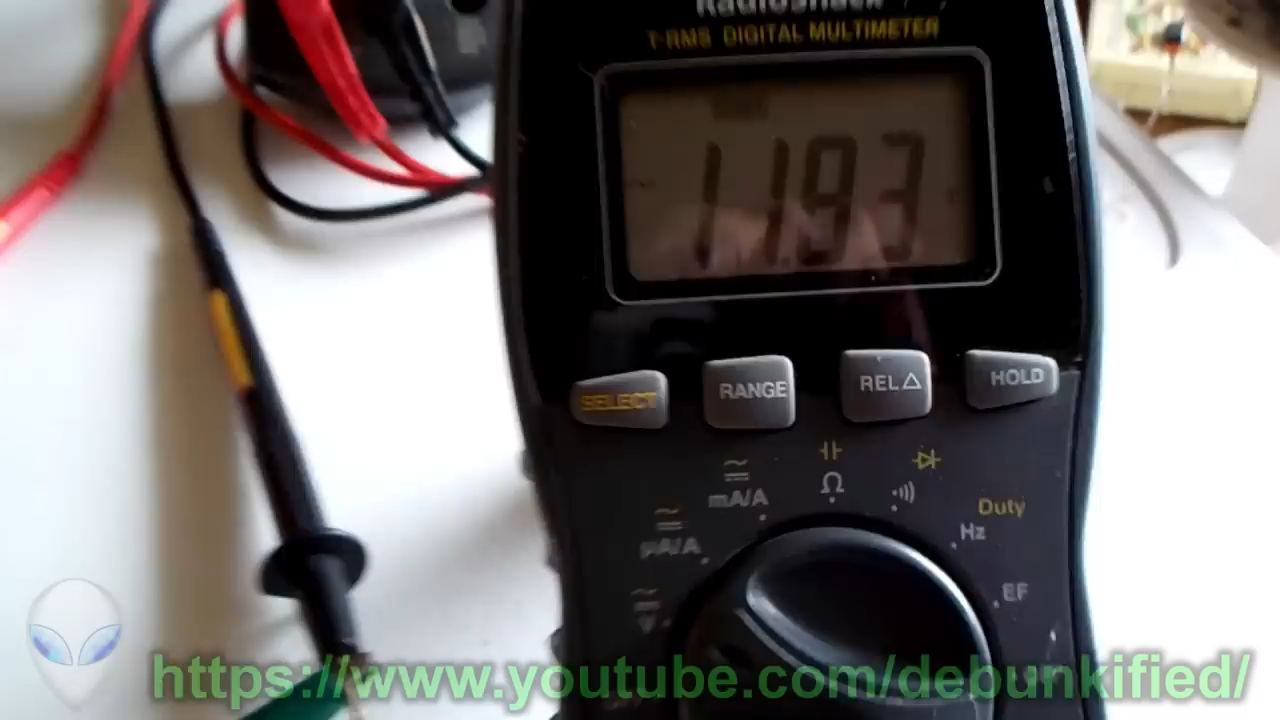 RadioShack
T-RMS DIGITAL MULTIMETER
11.93
SELECT
RANGE
REL△
HOLD
mA/A
Ω
Duty
Hz
µA/A
EF
V
https://www.youtube.com/debunkified/